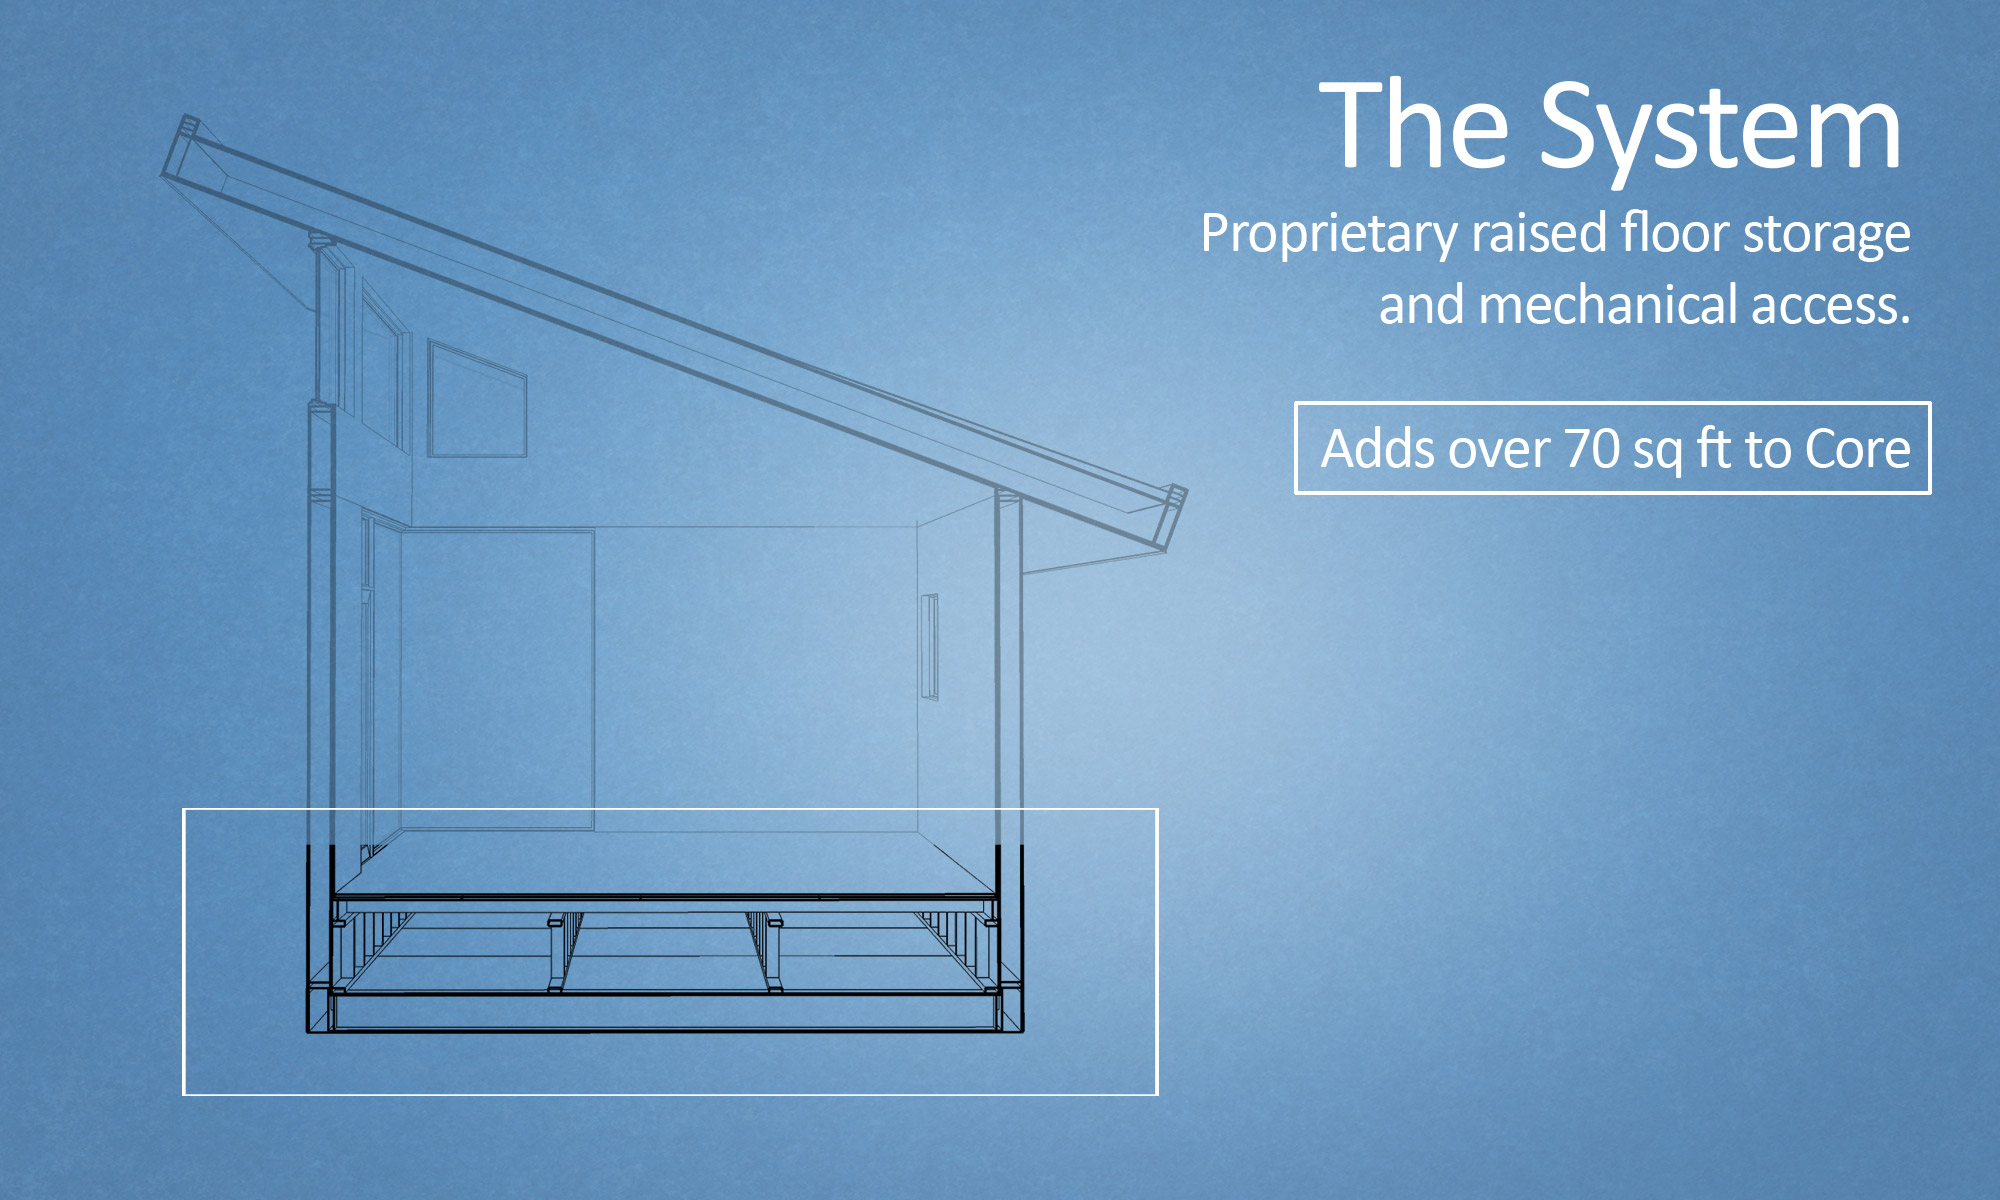 The System
Proprietary raised floor storage
and mechanical access.
Adds over 70 sq ft to Core